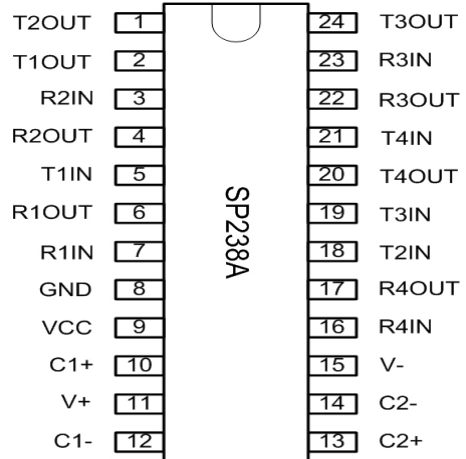 T2OUT 1 24 T3OUT
T1OUT 2 23 R3IN
R2IN 3 22 R3OUT
R2OUT 4 21 T4IN
T1IN 5 20 T4OUT
R1OUT 6 19 T3IN
R1IN 7 18 T2IN
GND 8 17 R4OUT
VCC 9 16 R4IN
C1+ 10 15 V-
V+ 11 14 C2-
C1- 12 13 C2+
SP238A